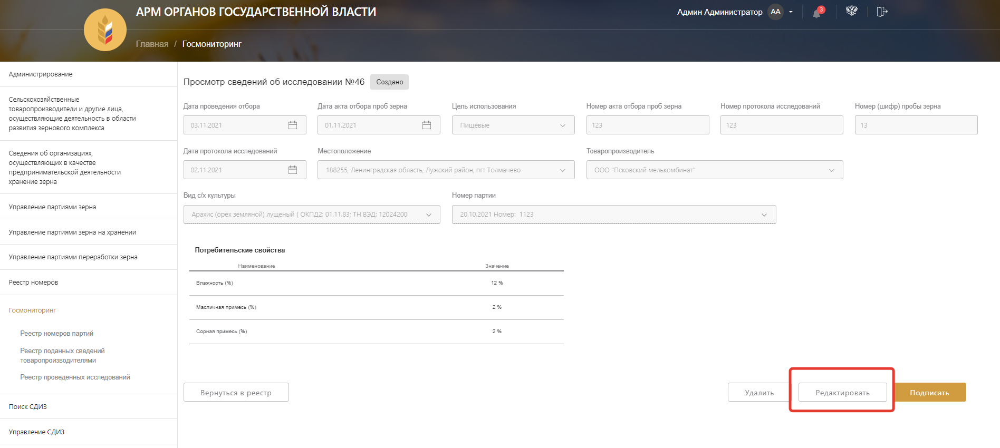 АРМ ОРГАНОВ ГОСУДАРСТВЕННОЙ ВЛАСТИ
Админ Администратор АА
3
Главная / Госмониторинг
Администрирование
Сельскохозяйственные
товаропроизводители и другие лица,
осуществляющие деятельность в области
развития зернового комплекса
Сведения об организациях,
осуществляющих в качестве
предпринимательской деятельности
хранение зерна
Управление партиями зерна
Управление партиями зерна на хранении
Управление партиями переработки зерна
Реестр номеров
Госмониторинг
Реестр номеров партий
Реестр поданных сведений
товаропроизводителями
Реестр проведенных исследований
Поиск СДИЗ
Управление СДИЗ
Просмотр сведений об исследовании №46 Создано
Дата проведения отбора Дата акта отбора проб зерна Цель использования Номер акта отбора проб зерна Номер протокола исследований Номер (шифр) пробы зерна
03.11.2021 01.11.2021 Пищевые 123 123 13
Дата протокола исследований Местоположение Товаропроизводитель
02.11.2021 188255, Ленинградская область, Лужский район, пгт Толмачево ООО "Псковский мелькомбинат"
Вид с/х культуры Номер партии
Арахис (орех земляной) лущеный ( ОКПД2: 01.11.83; ТН ВЭД: 12024200 20.10.2021 Номер: 1123
Потребительские свойства
Наименование Значение
Влажность (%) 12 %
Масличная примесь (%) 2 %
Сорная примесь (%) 2 %
Вернуться в реестр Удалить Редактировать Подписать